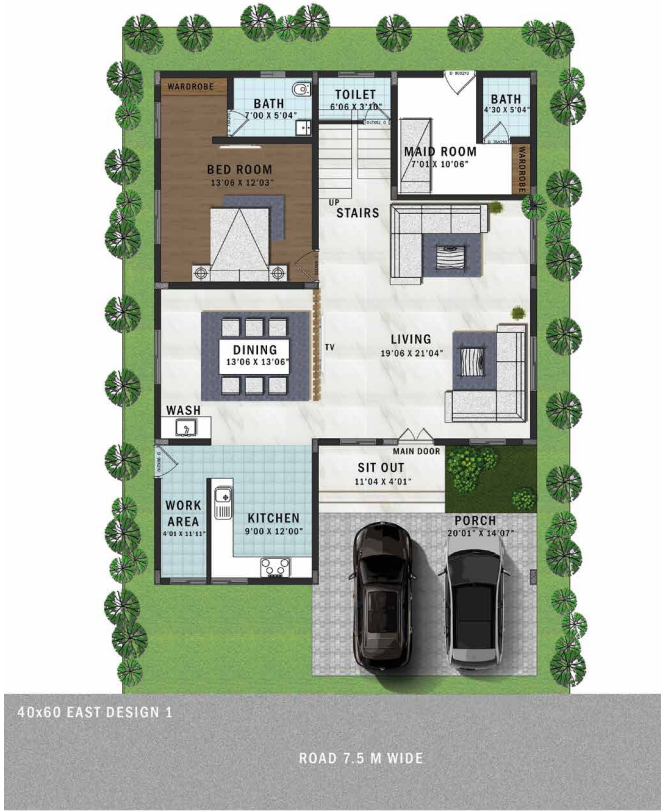 WARDROBE
BATH
7'00 X 5'04"
TOILET
6'06 X 3'10"
BATH
4'30 X 5'04"
MAID ROOM
7'01 X 10'06"
WARDROBE
BED ROOM
13'06 X 12'03"
UP
STAIRS
LIVING
19'06 X 21'04"
TV
DINING
13'06 X 13'06"
WASH
MAIN DOOR
SIT OUT
11'04 X 4'01"
WORK
AREA
4'01 X 11'11"
KITCHEN
9'00 X 12'00"
PORCH
20'01" X 14'07"
40x60 EAST DESIGN 1
ROAD 7.5 M WIDE